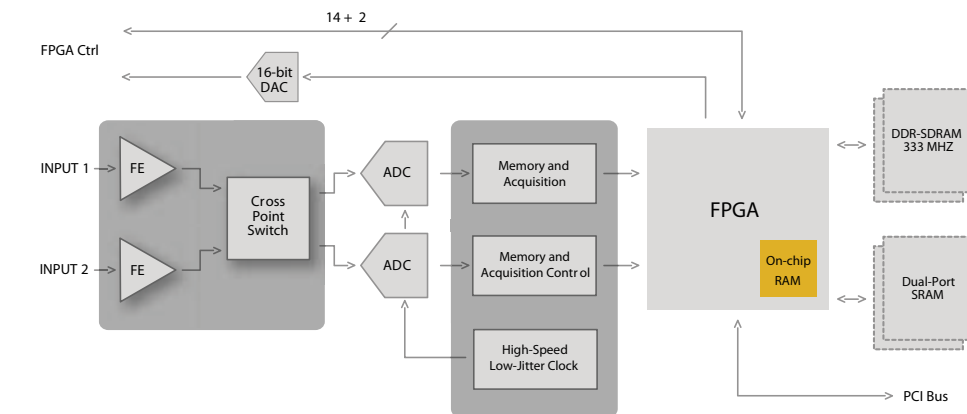 14 + 2
FPGA Ctrl
16-bit
DAC
DDR-SDRAM
333 MHZ
INPUT 1
FE
ADC
Memory and
Acquisition
Cross
Point
Switch
FPGA
INPUT 2
FE
ADC
Memory and
Acquisition Control
On-chip
RAM
Dual-Port
SRAM
High-Speed
Low-Jitter Clock
PCI Bus